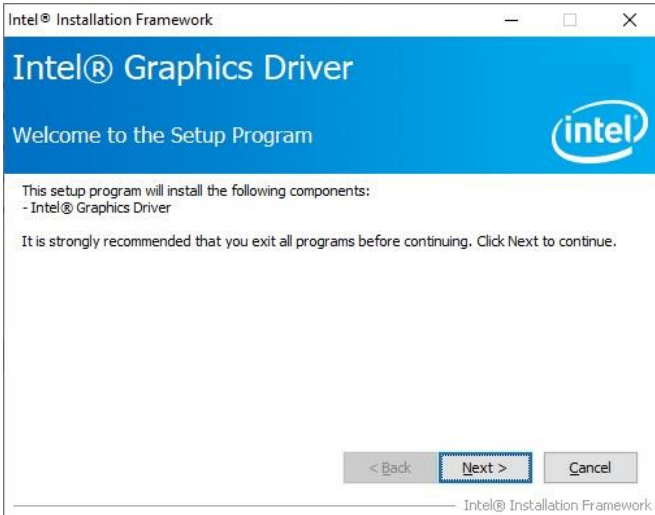 Intel® Installation Framework
Intel® Graphics Driver
Welcome to the Setup Program
intel
This setup program will install the following components:
- Intel® Graphics Driver
It is strongly recommended that you exit all programs before continuing. Click Next to continue.
< Back Next > Cancel
Intel® Installation Framework